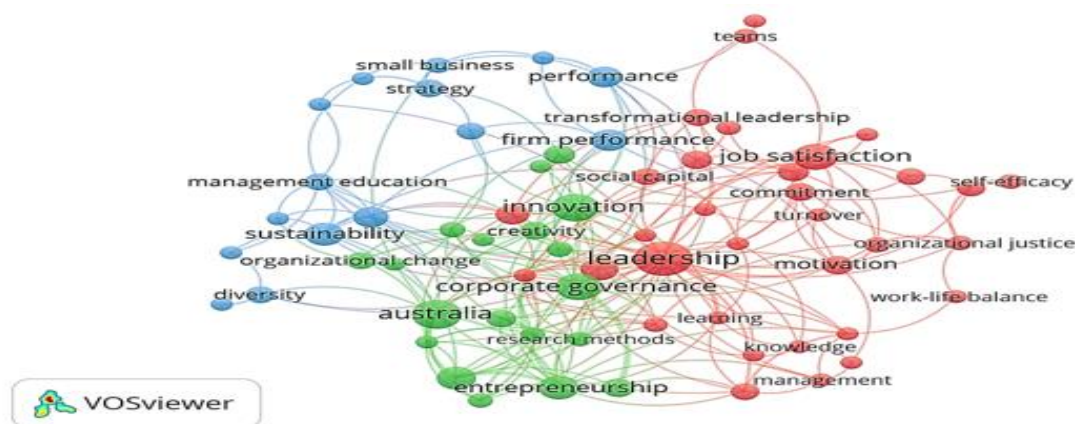 teams
small business
performance
strategy
transformational leadership
firm performance
job satisfaction
social capital
management education
commitment
self-efficacy
innovation
turnover
creativity
sustainability
organizational justice
leadership
organizational change
motivation
corporate governance
diversity
work-life balance
australia
learning
research methods
knowledge
management
entrepreneurship
VOSviewer